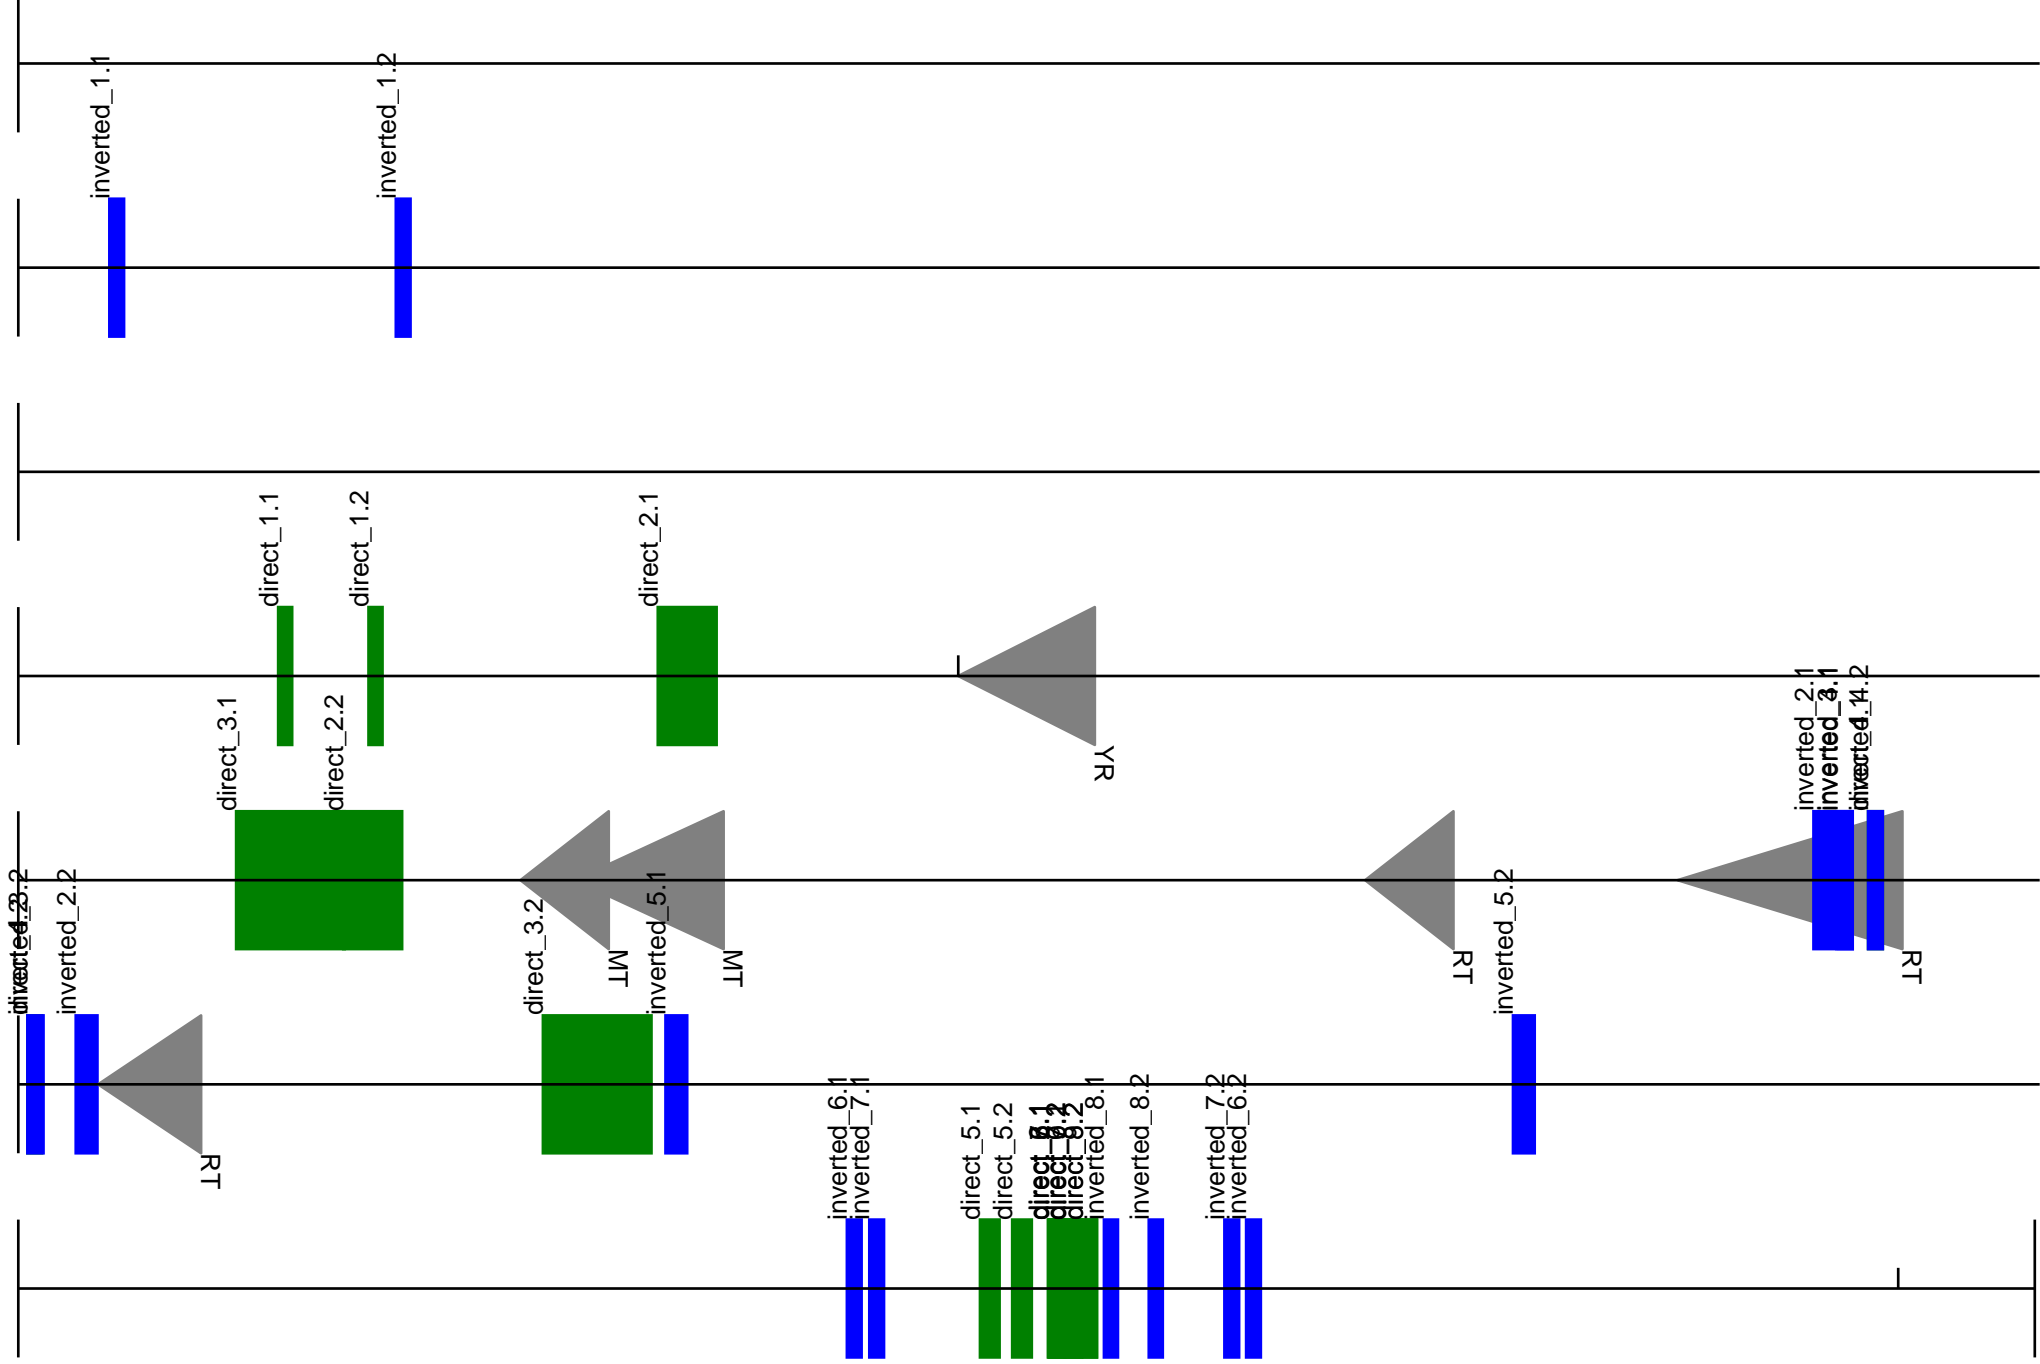 inverted_1.1
inverted_1.2
direct_1.1
direct_1.2
direct_2.1
YR
direct_3.1
direct_2.2
MT
MT
RT
inverted_2.1
RT
inverted_2.2
RT
direct_3.2
inverted_5.1
inverted_5.2
inverted_6.1
inverted_7.1
direct_5.1
direct_5.2
inverted_8.1
inverted_8.2
inverted_7.2
inverted_6.2